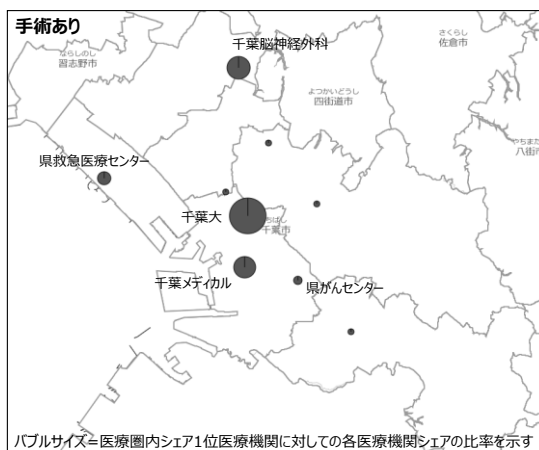 手術あり
千葉脳神経外科
ならしのし
習志野市
さくらし
佐倉市
よつかいどうし
四街道市
やちまた
八街市
県救急医療センター
千葉大
ちばし
千葉市
千葉メディカル
県がんセンター
バブルサイズ=医療圏内シェア1位医療機関に対しての各医療機関シェアの比率を示す